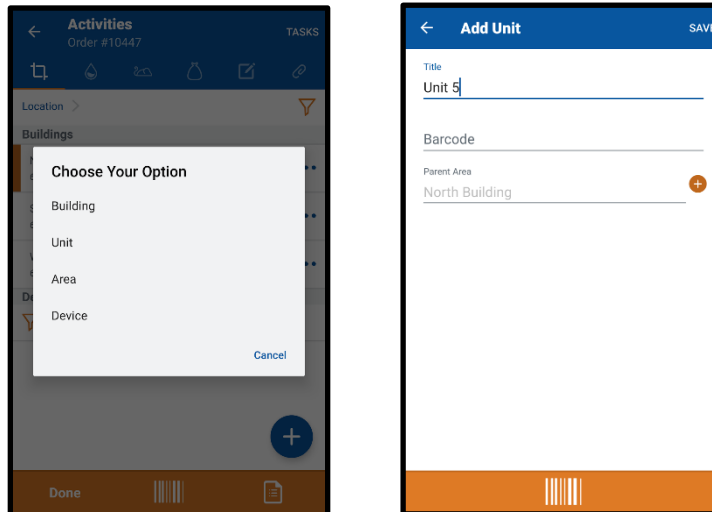 Activities
Order #10447
TASKS
Location
Buildings
Choose Your Option
Building
Unit
Area
Device
Cancel
Done
Add Unit
Title
Unit 5
Barcode
Parent Area
North Building